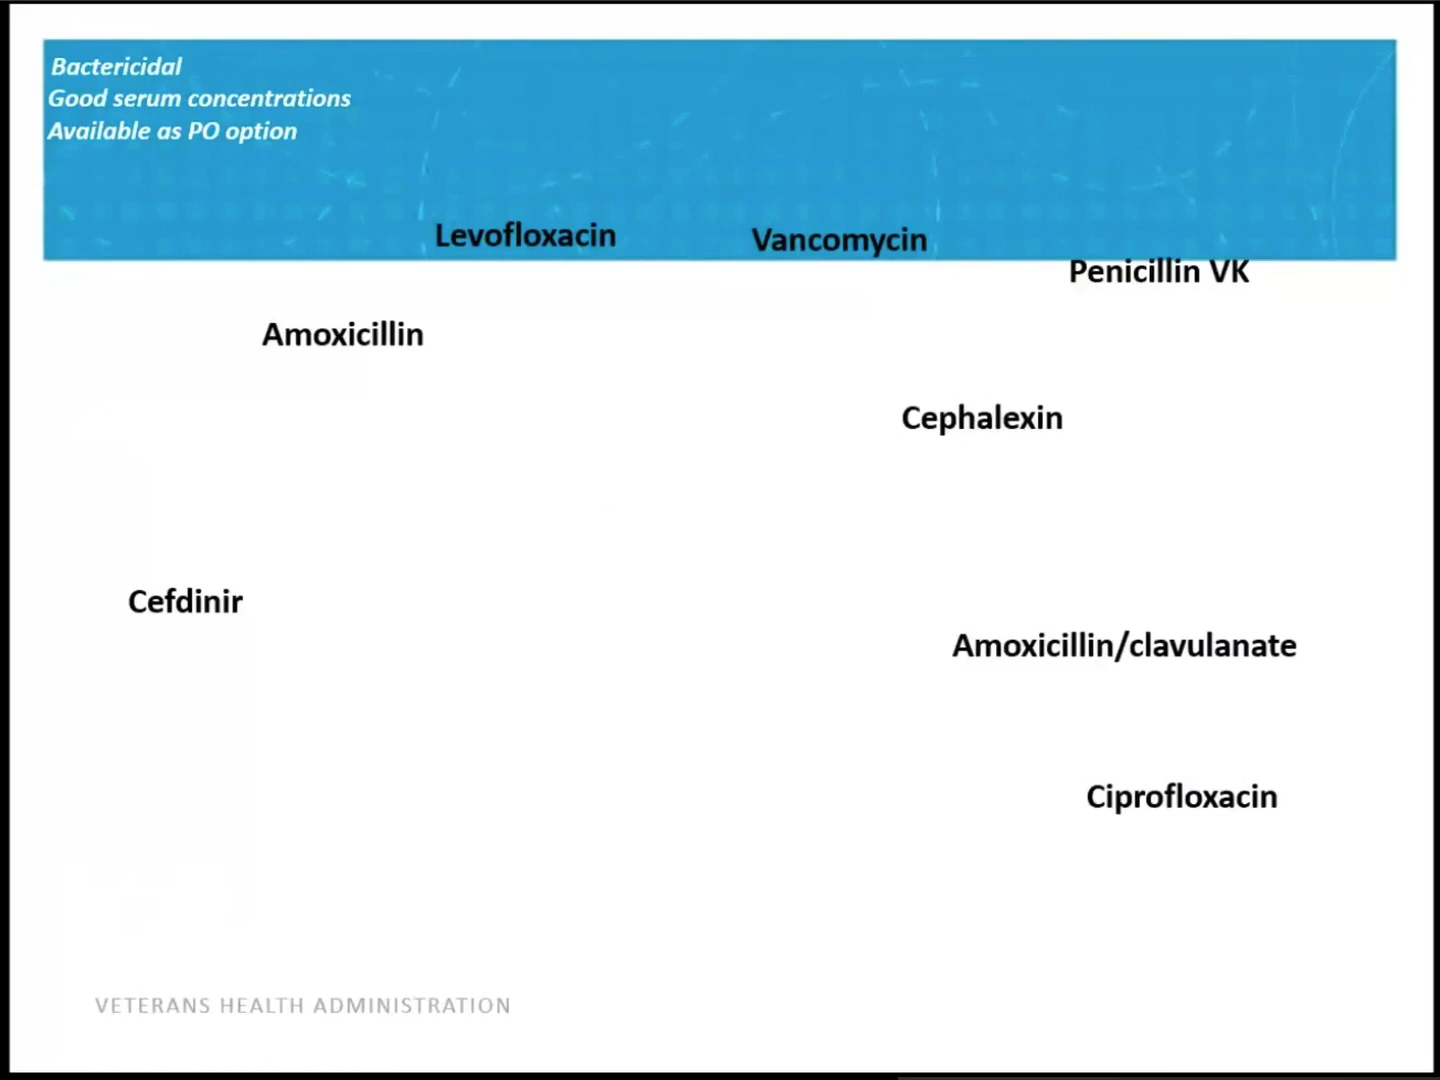 Bactericidal
Good serum concentrations
Available as PO option
Levofloxacin
Vancomycin
Penicillin VK
Amoxicillin
Cephalexin
Cefdinir
Amoxicillin/clavulanate
Ciprofloxacin
VETERANS HEALTH ADMINISTRATION